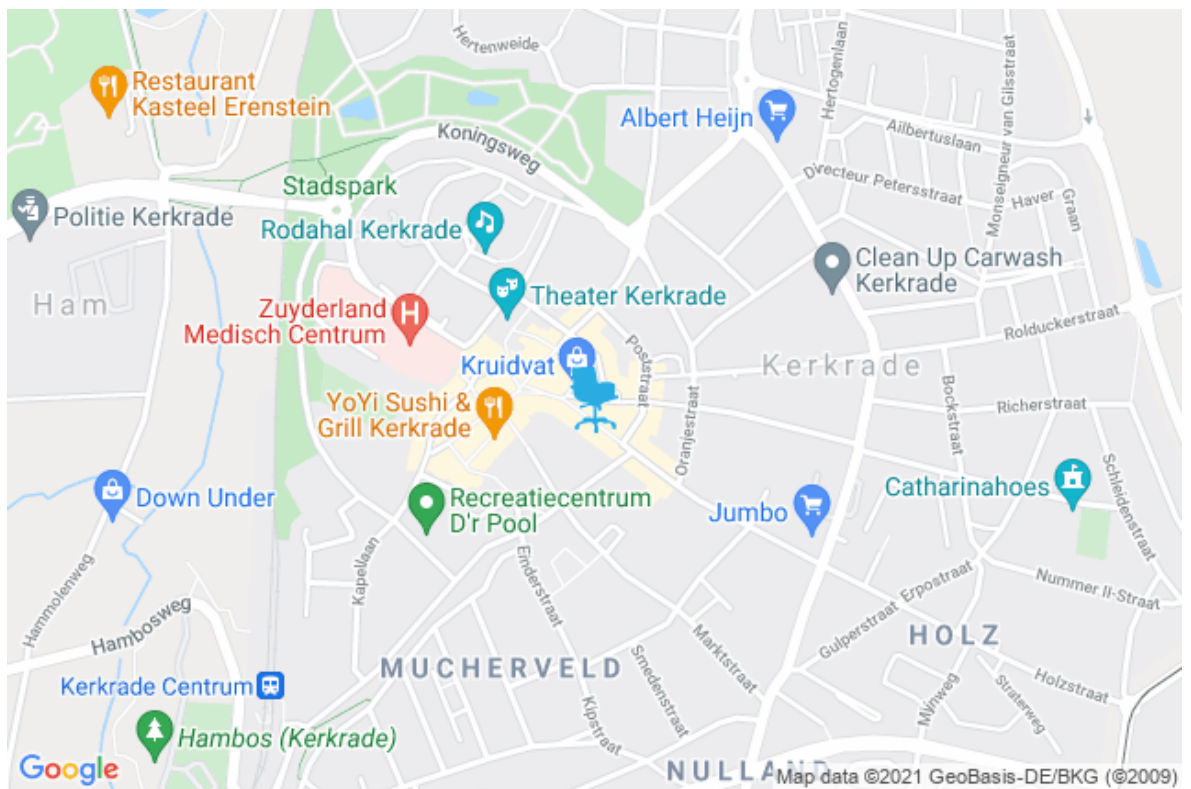 Hertenweide
Hertogenlaan
Monseigneur van Gilsstraat
Restaurant
Kasteel Erenstein
Albert Heijn
Ailbertuslaan
Koningsweg
Directeur Petersstraat
Stadspark
Haver
Graan
Politie Kerkrade
Rodahal Kerkrade
Clean Up Carwash
Kerkrade
Ham
Zuyderland
Medisch Centrum
Theater Kerkrade
Rolduckerstraat
Kruidvat
Poststraat
Kerkrade
YoYi Sushi &
Grill Kerkrade
Bockstraat
Richerstraat
Oranjestraat
Schleidenstraat
Down Under
Recreatiecentrum
D'r Pool
Jumbo
Catharinahoes
Kapellaan
Einderstraat
Hammolenweg
Hambosweg
Erpostraat
Nummer II-Straat
Gulperstraat
HOLZ
MUCHERVELD
Marktstraat
Smedenstraat
Kerkrade Centrum
Holzstraat
Straterweg
Mijnweg
Kipstraat
Hambos (Kerkrade)
Google
NULLAND
Map data ©2021 GeoBasis-DE/BKG (©2009)